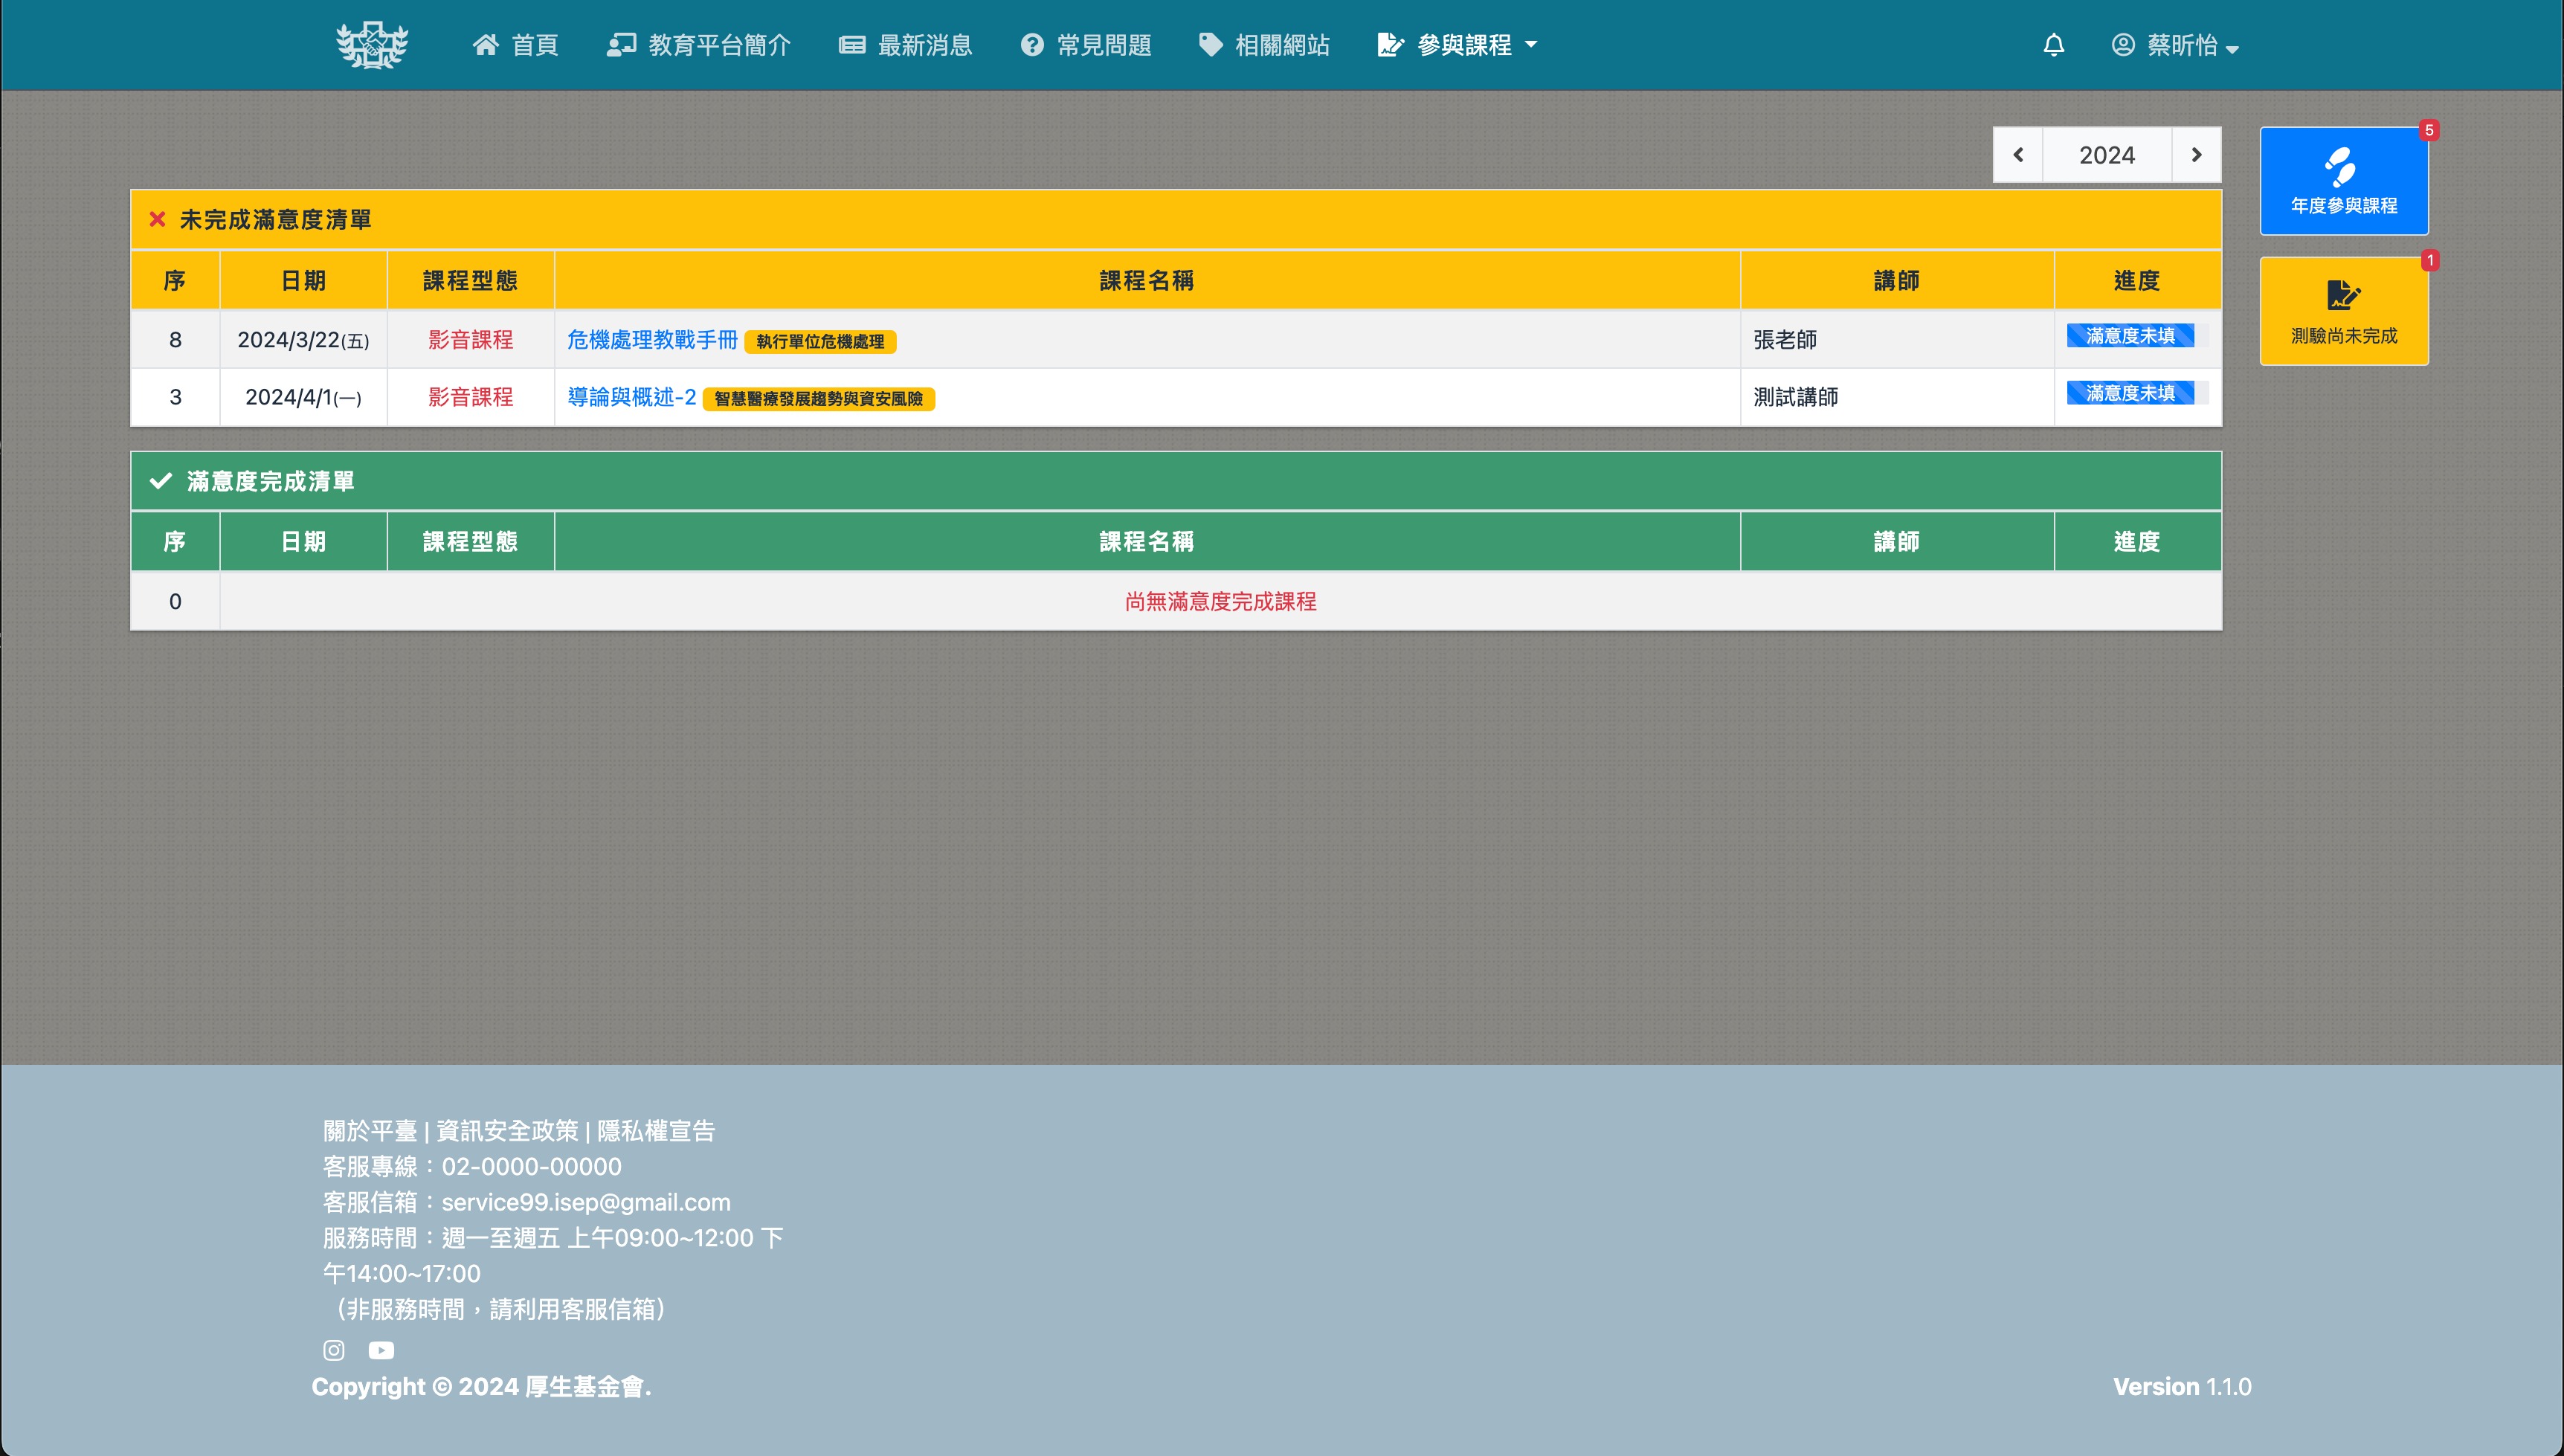 首頁 教育平台簡介 最新消息 常見問題 相關網站 參與課程 蔡昕怡
2024
5
年度參與課程
1
測驗尚未完成
未完成滿意度清單
序 日期 課程型態 課程名稱 講師 進度
8 2024/3/22(五) 影音課程 危機處理教戰手冊 執行單位危機處理 張老師 滿意度未填
3 2024/4/1(一) 影音課程 導論與概述-2 智慧醫療發展趨勢與資安風險 測試講師 滿意度未填
滿意度完成清單
序 日期 課程型態 課程名稱 講師 進度
0 尚無滿意度完成課程
關於平臺 | 資訊安全政策 | 隱私權宣告
客服專線：02-0000-00000
客服信箱：service99.isep@gmail.com
服務時間：週一至週五 上午09:00~12:00 下
午14:00~17:00
（非服務時間，請利用客服信箱）
Copyright © 2024 厚生基金會. Version 1.1.0